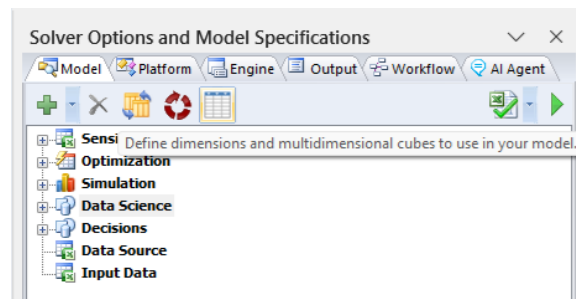 Solver Options and Model Specifications
Model Platform Engine Output Workflow AI Agent
Sensi
Define dimensions and multidimensional cubes to use in your model.
Optimization
Simulation
Data Science
Decisions
Data Source
Input Data